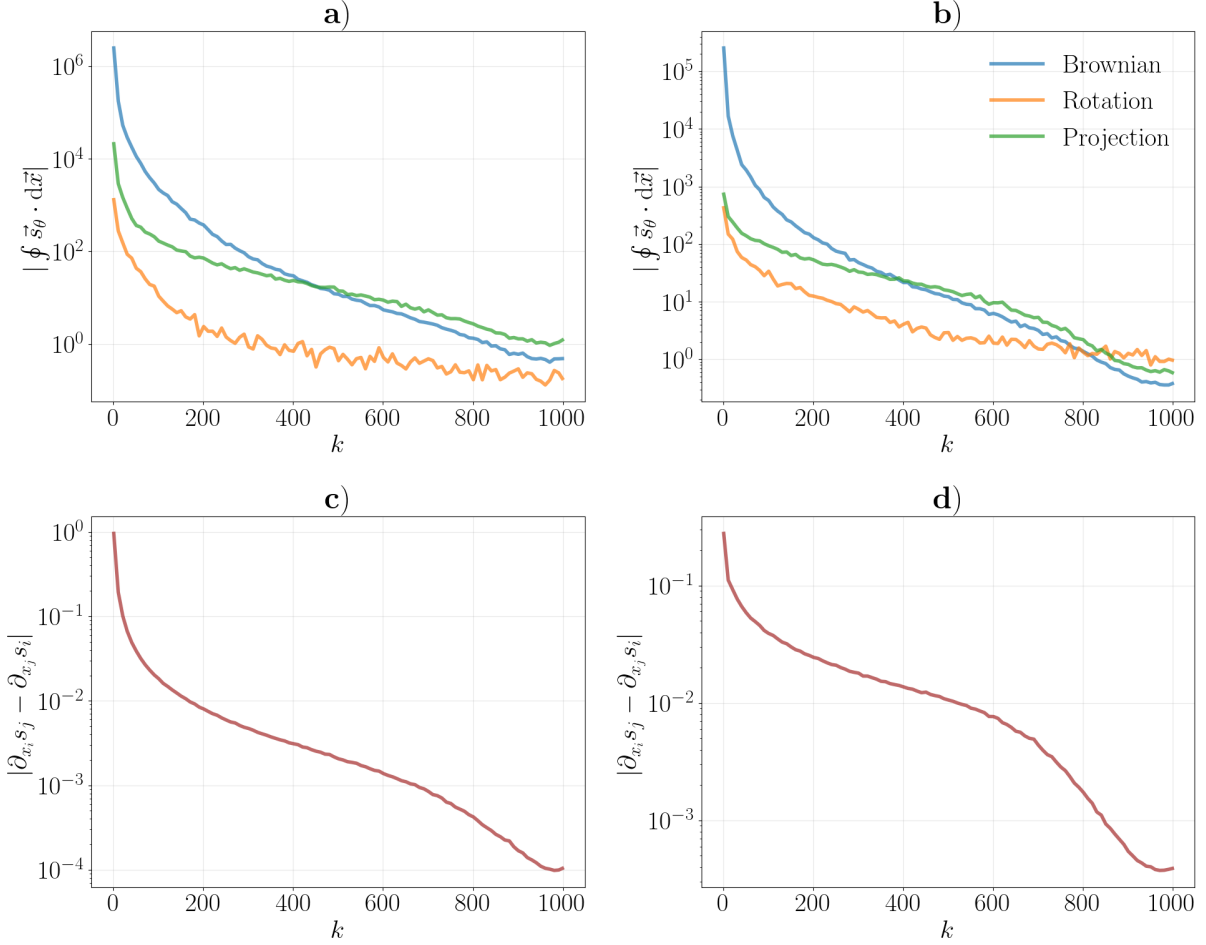 a)
| ∮ s⃗_θ · dx⃗|
10^6
10^4
10^2
10^0
0 200 400 600 800 1000
k
b)
| ∮ s⃗_θ · dx⃗|
10^5
10^4
10^3
10^2
10^1
10^0
Brownian
Rotation
Projection
0 200 400 600 800 1000
k
c)
|∂_{x_i} s_j − ∂_{x_j} s_i|
10^0
10^{−1}
10^{−2}
10^{−3}
10^{−4}
0 200 400 600 800 1000
k
d)
|∂_{x_i} s_j − ∂_{x_j} s_i|
10^{−1}
10^{−2}
10^{−3}
0 200 400 600 800 1000
k